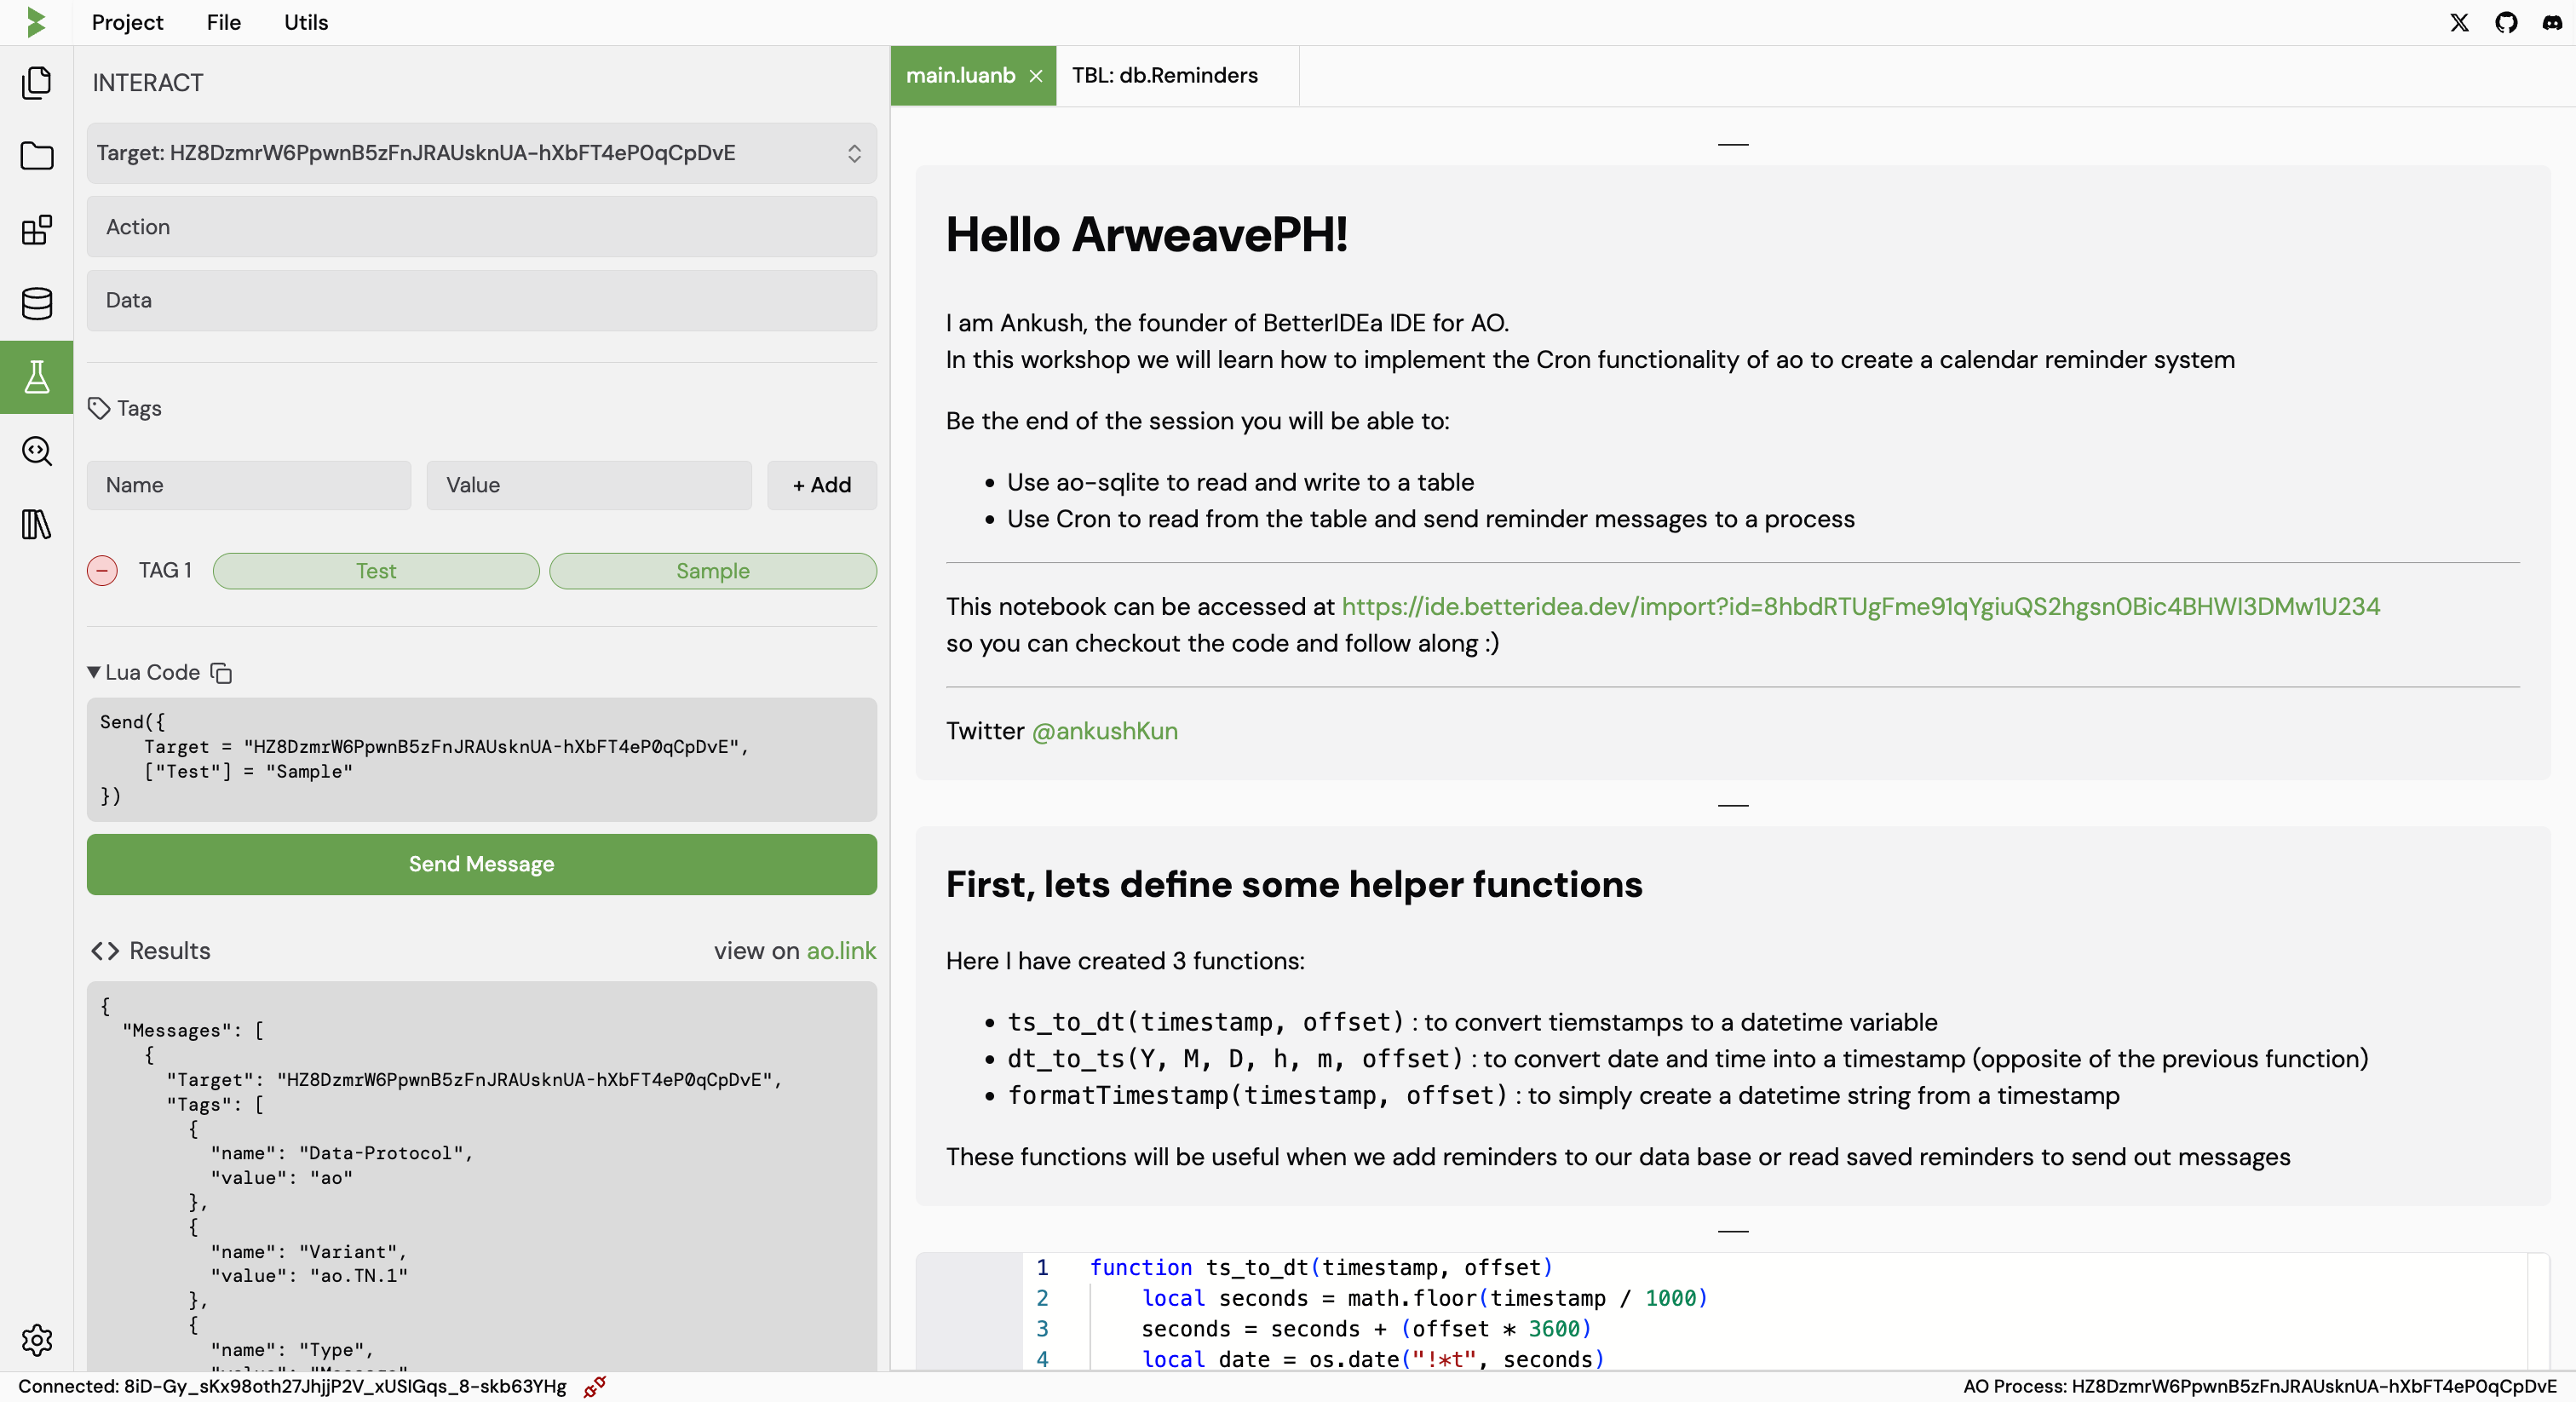 Project File Utils
INTERACT
Target: HZ8DzmrW6PpwnB5zFnJRAUsknUA-hXbFT4eP0qCpDvE
Action
Data
Tags
Name Value + Add
TAG 1 Test Sample
Lua Code
Send({
    Target = "HZ8DzmrW6PpwnB5zFnJRAUsknUA-hXbFT4eP0qCpDvE",
    ["Test"] = "Sample"
})
Send Message
Results view on ao.link
{
  "Messages": [
    {
      "Target": "HZ8DzmrW6PpwnB5zFnJRAUsknUA-hXbFT4eP0qCpDvE",
      "Tags": [
        {
          "name": "Data-Protocol",
          "value": "ao"
        },
        {
          "name": "Variant",
          "value": "ao.TN.1"
        },
        {
          "name": "Type",
main.luanb TBL: db.Reminders
Hello ArweavePH!
I am Ankush, the founder of BetterIDEa IDE for AO.
In this workshop we will learn how to implement the Cron functionality of ao to create a calendar reminder system
Be the end of the session you will be able to:
• Use ao-sqlite to read and write to a table
• Use Cron to read from the table and send reminder messages to a process
This notebook can be accessed at https://ide.betteridea.dev/import?id=8hbdRTUgFme91qYgiuQS2hgsn0Bic4BHWI3DMw1U234
so you can checkout the code and follow along :)
Twitter @ankushKun
First, lets define some helper functions
Here I have created 3 functions:
• ts_to_dt(timestamp, offset) : to convert tiemstamps to a datetime variable
• dt_to_ts(Y, M, D, h, m, offset) : to convert date and time into a timestamp (opposite of the previous function)
• formatTimestamp(timestamp, offset) : to simply create a datetime string from a timestamp
These functions will be useful when we add reminders to our data base or read saved reminders to send out messages
1 function ts_to_dt(timestamp, offset)
2     local seconds = math.floor(timestamp / 1000)
3     seconds = seconds + (offset * 3600)
4     local date = os.date("!*t", seconds)
Connected: 8iD-Gy_sKx98oth27JhjjP2V_xUSIGqs_8-skb63YHg
AO Process: HZ8DzmrW6PpwnB5zFnJRAUsknUA-hXbFT4eP0qCpDvE